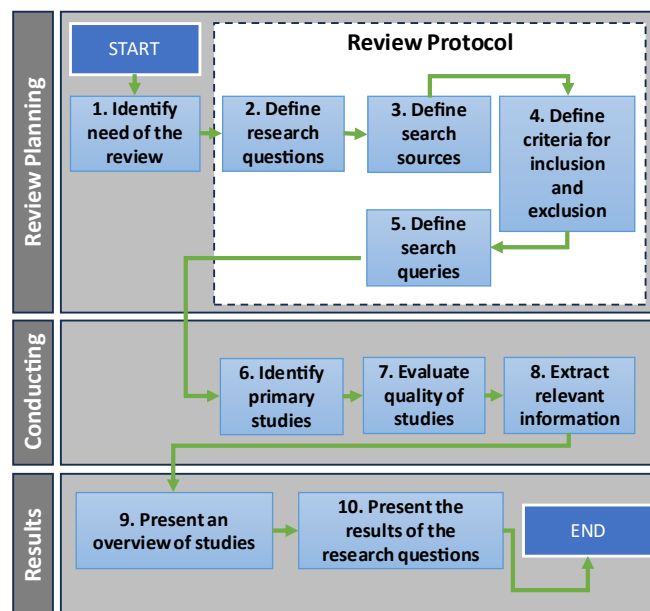 Review Planning
START
Review Protocol
1. Identify
need of the
review
2. Define
research
questions
3. Define
search
sources
4. Define
criteria for
inclusion
and
exclusion
5. Define
search
queries
Conducting
6. Identify
primary
studies
7. Evaluate
quality of
studies
8. Extract
relevant
information
Results
9. Present an
overview of studies
10. Present the
results of the
research questions
END